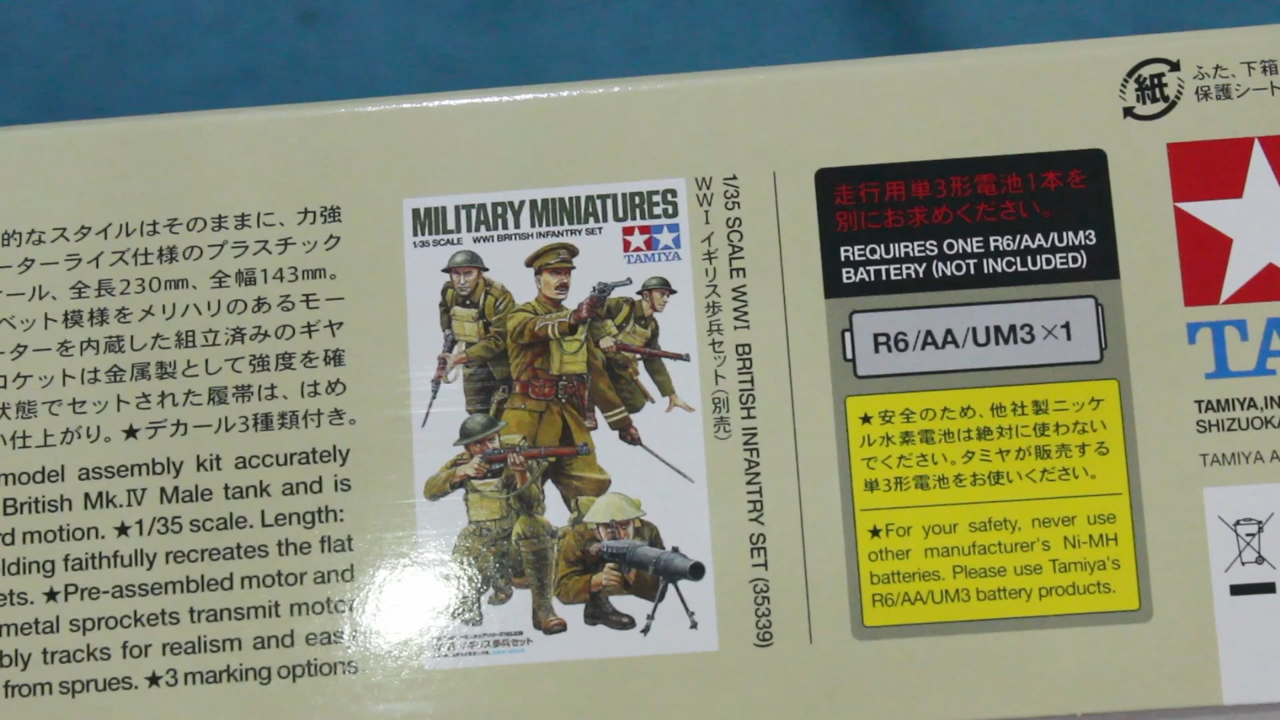 的なスタイルはそのままに、力強
ーターライズ仕様のプラスチック
ール、全長230mm、全幅143mm。
ベット模様をメリハリのあるモー
ーターを内蔵した組立済みのギヤ
コケットは金属製として強度を確
状態でセットされた履帯は、はめ
い仕上がり。★デカール3種類付き。
model assembly kit accurately
British Mk.IV Male tank and is
rd motion. ★1/35 scale. Length:
lding faithfully recreates the flat
ets. ★Pre-assembled motor and
metal sprockets transmit motor
bly tracks for realism and easy
from sprues. ★3 marking options
MILITARY MINIATURES
1/35 SCALE WWI BRITISH INFANTRY SET
TAMIYA
イギリス歩兵セット
1/35 SCALE WWI BRITISH INFANTRY SET (35339)
WWI イギリス歩兵セット(別売)
走行用単3形電池1本を
別にお求めください。
REQUIRES ONE R6/AA/UM3
BATTERY (NOT INCLUDED)
R6/AA/UM3×1
★安全のため、他社製ニッケ
ル水素電池は絶対に使わない
でください。タミヤが販売する
単3形電池をお使いください。
★For your safety, never use
other manufacturer's Ni-MH
batteries. Please use Tamiya's
R6/AA/UM3 battery products.
紙
ふた、下箱
保護シート
TA
TAMIYA,IN
SHIZUOKA
TAMIYA A